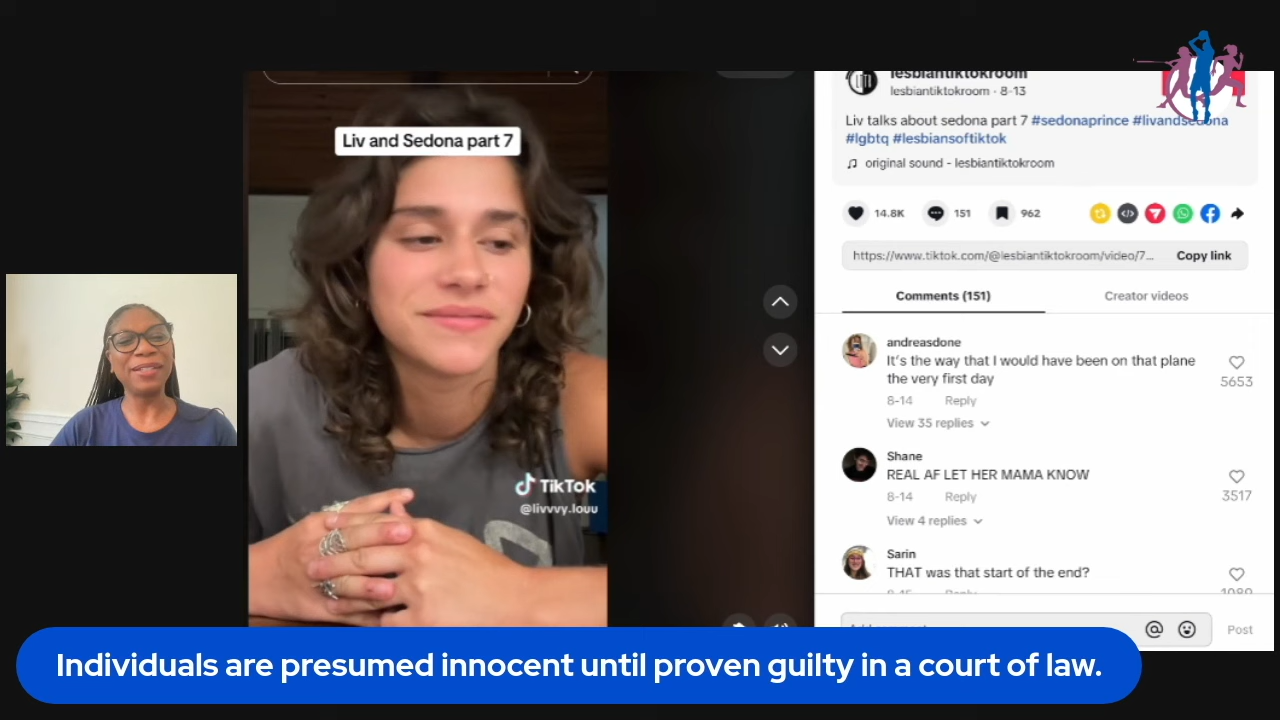 Liv and Sedona part 7
TikTok
@livvvy.louu
lesbiantiktokroom
lesbiantiktokroom · 8-13
Liv talks about sedona part 7 #sedonaprince #livandsedona
#lgbtq #lesbiansoftiktok
original sound - lesbiantiktokroom
14.8K
151
962
https://www.tiktok.com/@lesbiantiktokroom/video/7...
Copy link
Comments (151)
Creator videos
andreasdone
It's the way that I would have been on that plane
the very first day
5653
8-14 Reply
View 35 replies
Shane
REAL AF LET HER MAMA KNOW
3517
8-14 Reply
View 4 replies
Sarin
THAT was that start of the end?
Post
Individuals are presumed innocent until proven guilty in a court of law.